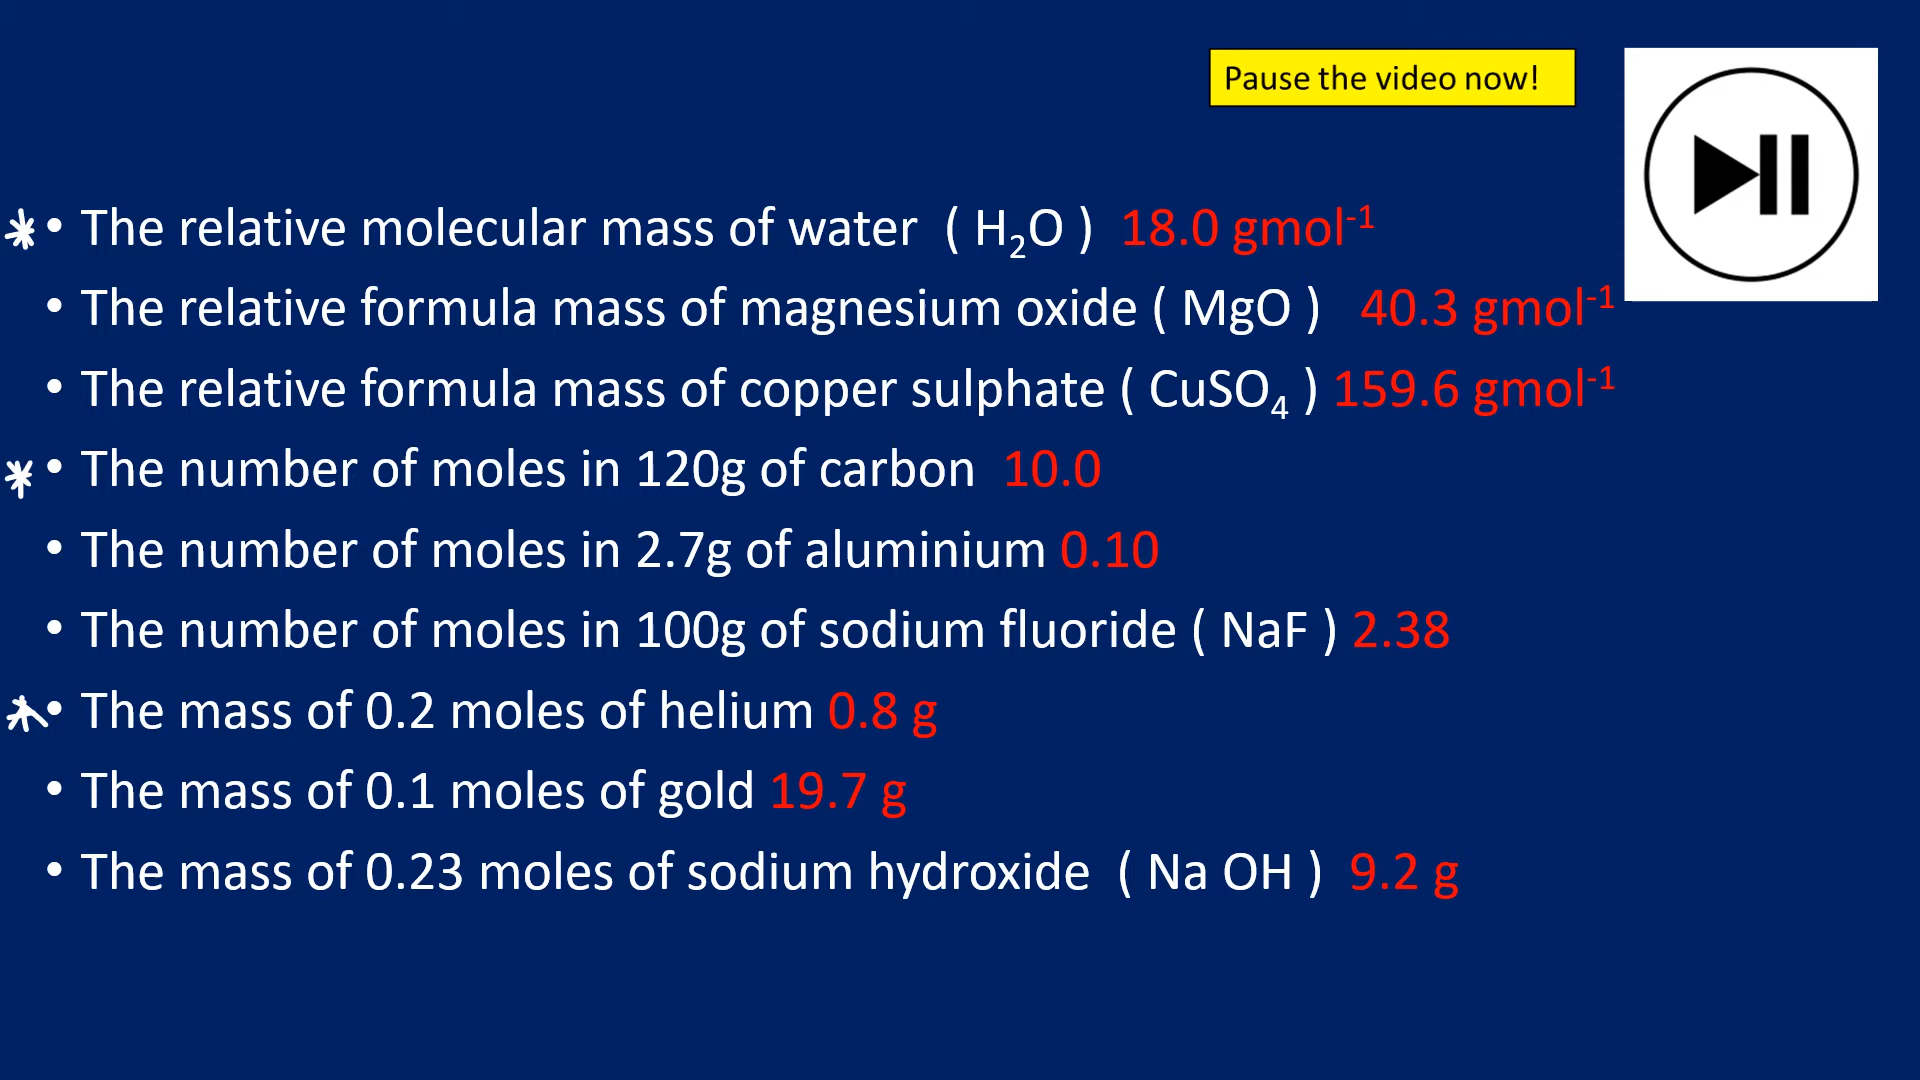 Pause the video now!
* • The relative molecular mass of water ( H₂O ) 18.0 gmol⁻¹
• The relative formula mass of magnesium oxide ( MgO ) 40.3 gmol⁻¹
• The relative formula mass of copper sulphate ( CuSO₄ ) 159.6 gmol⁻¹
* • The number of moles in 120g of carbon 10.0
• The number of moles in 2.7g of aluminium 0.10
• The number of moles in 100g of sodium fluoride ( NaF ) 2.38
* • The mass of 0.2 moles of helium 0.8 g
• The mass of 0.1 moles of gold 19.7 g
• The mass of 0.23 moles of sodium hydroxide ( Na OH ) 9.2 g